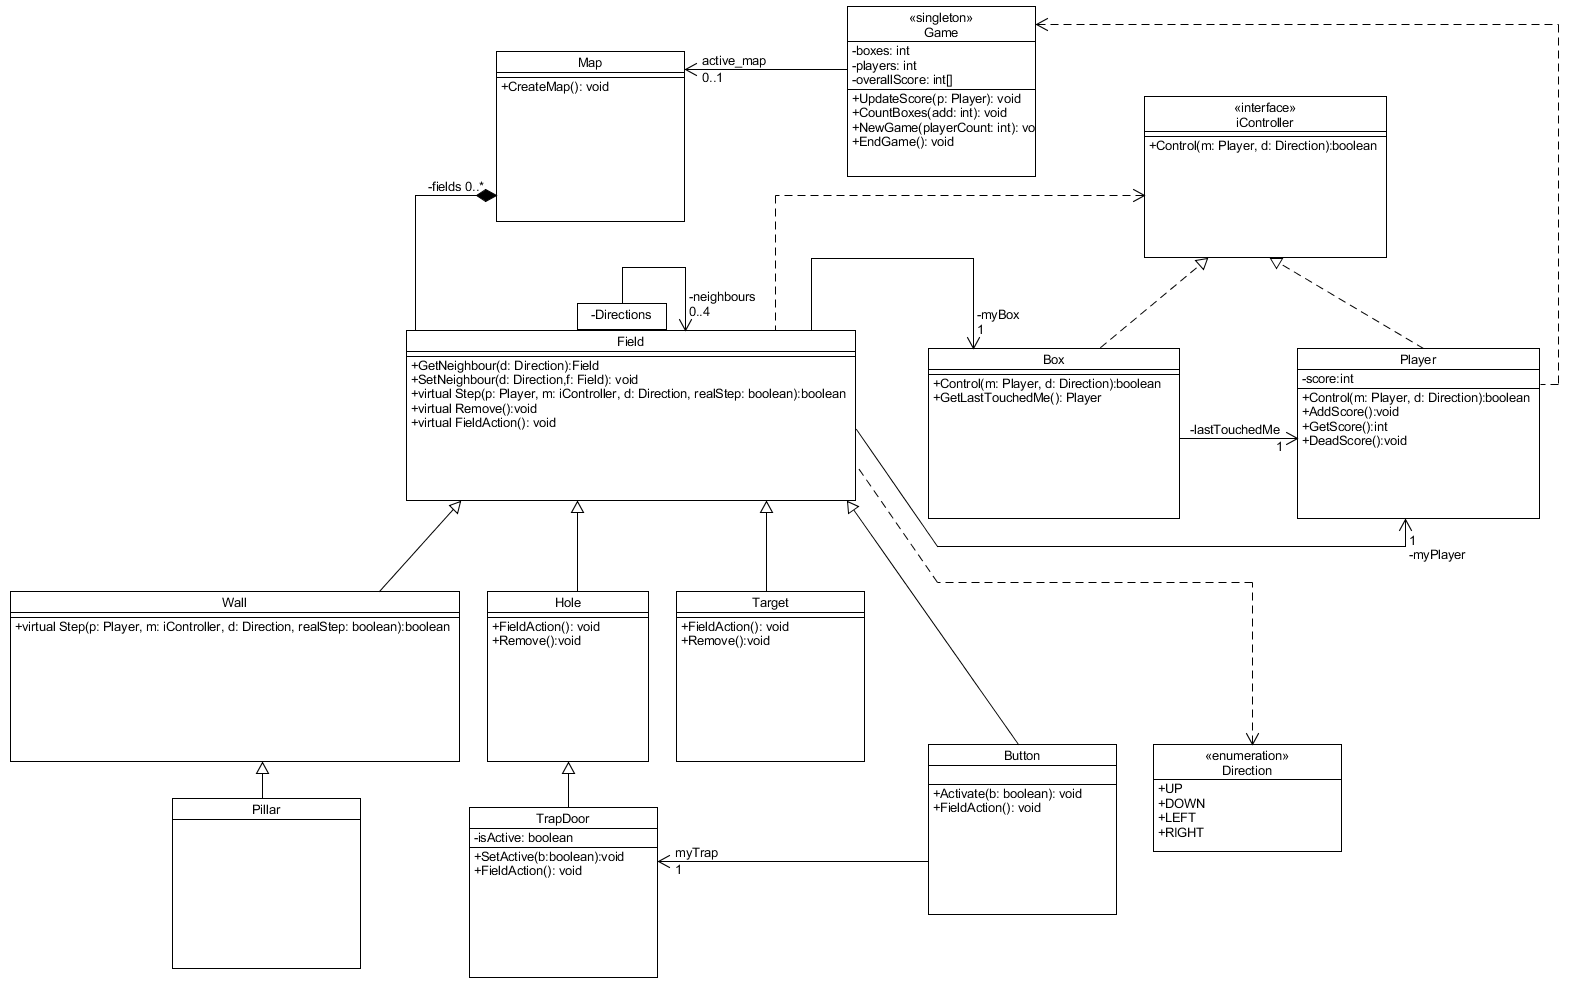 «singleton»
Game
-boxes: int
-players: int
-overallScore: int[]
+UpdateScore(p: Player): void
+CountBoxes(add: int): void
+NewGame(playerCount: int): vo
+EndGame(): void
active_map
0..1
Map
+CreateMap(): void
-fields 0..*
«interface»
iController
+Control(m: Player, d: Direction):boolean
-neighbours
0..4
-Directions
Field
+GetNeighbour(d: Direction):Field
+SetNeighbour(d: Direction,f: Field): void
+virtual Step(p: Player, m: iController, d: Direction, realStep: boolean):boolean
+virtual Remove():void
+virtual FieldAction(): void
-myBox
1
Box
+Control(m: Player, d: Direction):boolean
+GetLastTouchedMe(): Player
-lastTouchedMe
1
Player
-score:int
+Control(m: Player, d: Direction):boolean
+AddScore():void
+GetScore():int
+DeadScore():void
1
-myPlayer
Wall
+virtual Step(p: Player, m: iController, d: Direction, realStep: boolean):boolean
Hole
+FieldAction(): void
+Remove():void
Target
+FieldAction(): void
+Remove():void
Pillar
TrapDoor
-isActive: boolean
+SetActive(b:boolean):void
+FieldAction(): void
myTrap
1
Button
+Activate(b: boolean): void
+FieldAction(): void
«enumeration»
Direction
+UP
+DOWN
+LEFT
+RIGHT